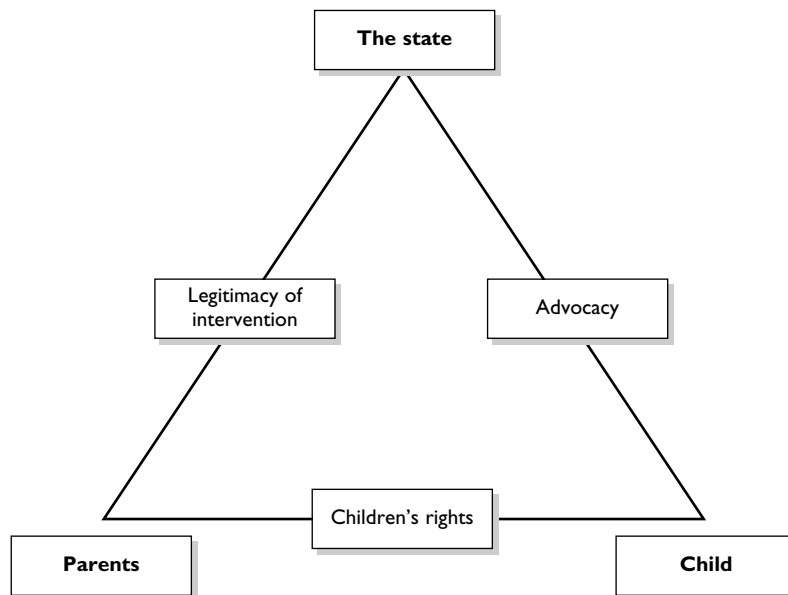 The state
Legitimacy of
intervention
Advocacy
Children’s rights
Parents
Child